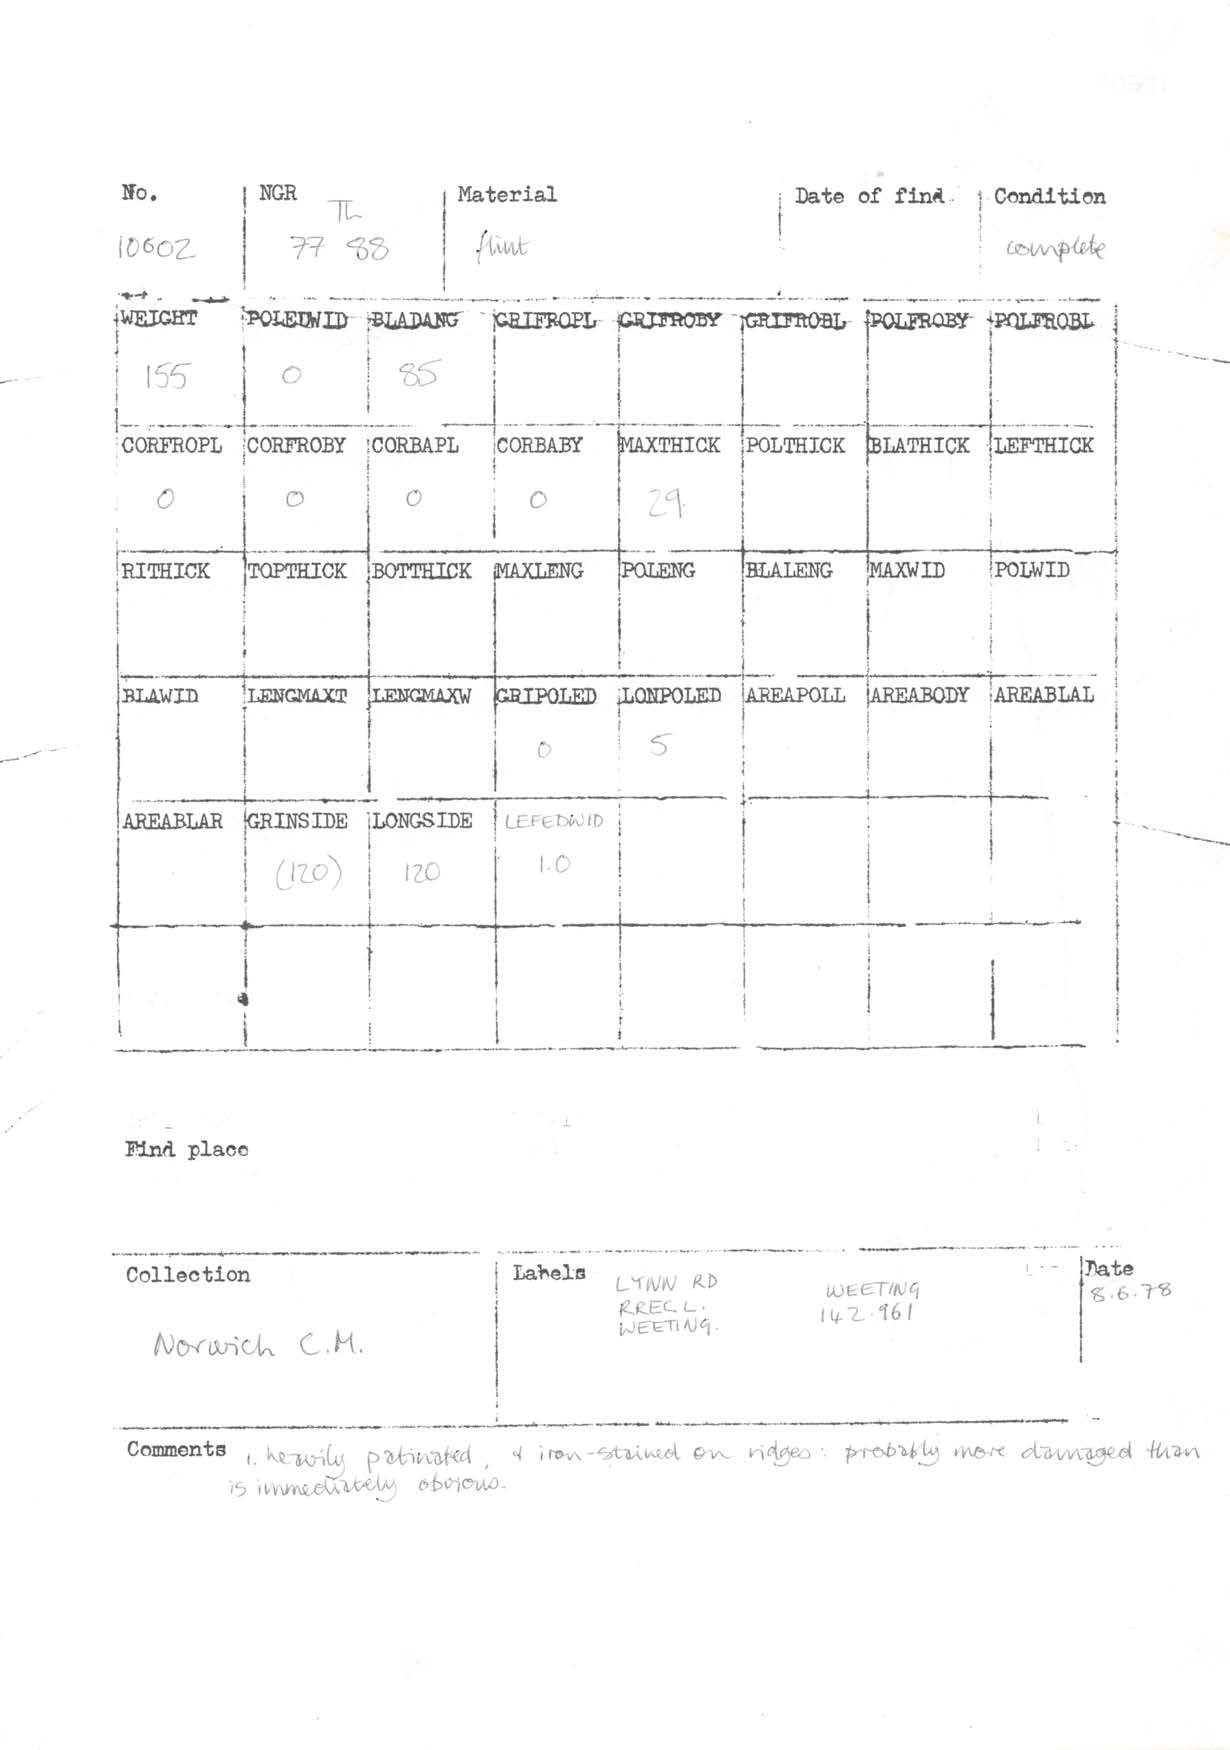 No. NGR Material Date of find. Condition
TL
10602 77 88 flint complete
WEIGHT POLEDWID BLADANG GRIFROPL GRIFROBY GRIFROBL POLFROBY POLFROBL
155 0 85
CORFROPL CORFROBY CORBAPL CORBABY MAXTHICK POLTHICK BLATHICK LEFTHICK
0 0 0 0 29
RITHICK TOPTHICK BOTTHICK MAXLENG POLENG BLALENG MAXWID POLWID
BLAWID LENGMAXT LENGMAXW GRIPOLED LONPOLED AREAPOLL AREABODY AREABLAL
0 5
AREABLAR GRINSIDE LONGSIDE LEFEDWID
(120) 120 1.0
Find place
Collection Labels Date
LYNN RD WEETING 8.6.78
RREC L. 142.961
WEETING.
Norwich C.M.
Comments 1. heavily patinated, & iron-stained on ridges: probably more damaged than
is immediately obvious.